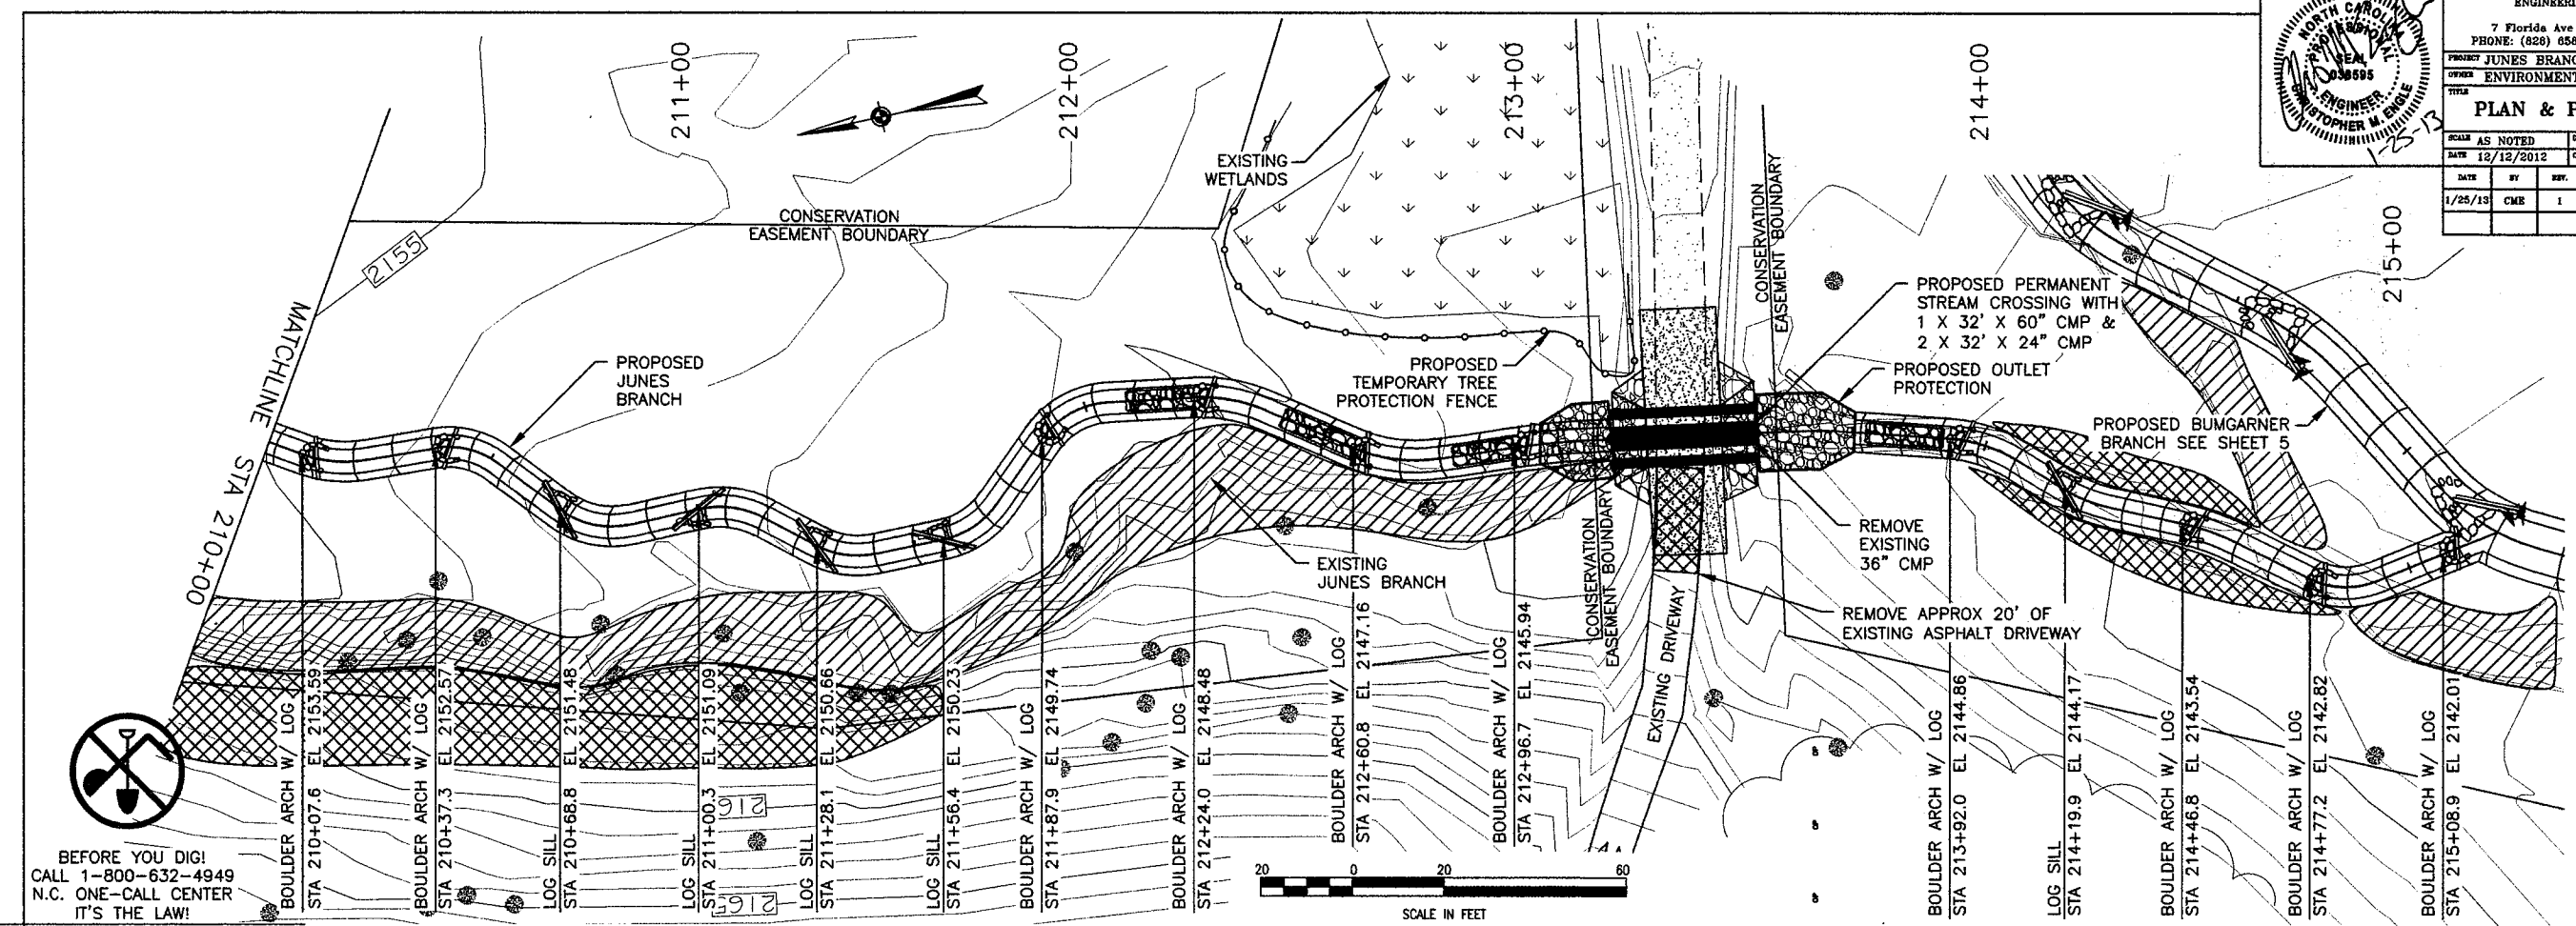 211+00
212+00
213+00
214+00
215+00
NORTH CAROLINA
PROFESSIONAL
SEAL
036595
ENGINEER
CHRISTOPHER M. ENGLE
1-25-13
7 Florida Ave
PHONE: (828)
PROJECT JUNES
OWNER
TITLE
PLAN &
SCALE AS NOTED
DATE 12/12/2012
DATE BY REV.
1/25/13 CME 1
EXISTING
WETLANDS
CONSERVATION
EASEMENT BOUNDARY
2155
CONSERVATION
EASEMENT BOUNDARY
PROPOSED PERMANENT
STREAM CROSSING WITH
1 X 32' X 60" CMP &
2 X 32' X 24" CMP
MATCHLINE STA 210+00
PROPOSED
JUNES
BRANCH
PROPOSED
TEMPORARY TREE
PROTECTION FENCE
PROPOSED OUTLET
PROTECTION
PROPOSED BUMGARNER
BRANCH SEE SHEET 5
EXISTING
JUNES BRANCH
CONSERVATION
EASEMENT BOUNDARY
REMOVE
EXISTING
36" CMP
REMOVE APPROX 20' OF
EXISTING ASPHALT DRIVEWAY
EXISTING DRIVEWAY
BOULDER ARCH W/ LOG
STA 210+07.6 EL 2153.59
BOULDER ARCH W/ LOG
STA 210+37.3 EL 2152.57
LOG SILL
STA 210+68.8 EL 2151.48
LOG SILL
STA 211+00.3 EL 2151.09
LOG SILL
STA 211+28.1 EL 2150.66
LOG SILL
STA 211+56.4 EL 2150.23
BOULDER ARCH W/ LOG
STA 211+87.9 EL 2149.74
BOULDER ARCH W/ LOG
STA 212+24.0 EL 2148.48
BOULDER ARCH W/ LOG
STA 212+60.8 EL 2147.16
BOULDER ARCH W/ LOG
STA 212+96.7 EL 2145.94
BOULDER ARCH W/ LOG
STA 213+92.0 EL 2144.86
LOG SILL
STA 214+19.9 EL 2144.17
BOULDER ARCH W/ LOG
STA 214+46.8 EL 2143.54
BOULDER ARCH W/ LOG
STA 214+77.2 EL 2142.82
BOULDER ARCH W/ LOG
STA 215+08.9 EL 2142.01
2165
BEFORE YOU DIG!
CALL 1-800-632-4949
N.C. ONE-CALL CENTER
IT'S THE LAW!
20 0 20 60
SCALE IN FEET